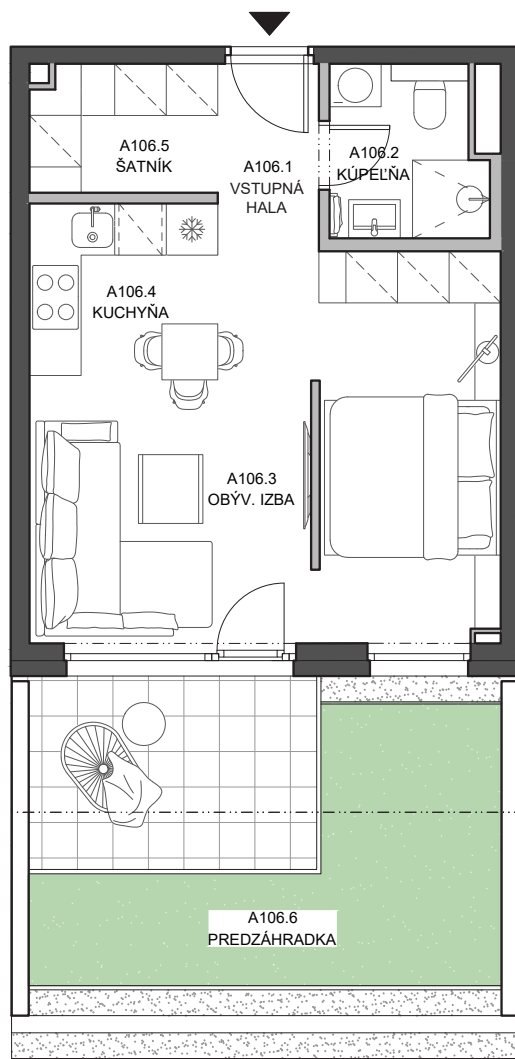 A106.5
ŠATNÍK
A106.1
VSTUPNÁ
HALA
A106.2
KÚPEĽŇA
A106.4
KUCHYŇA
A106.3
OBÝV. IZBA
A106.6
PREDZÁHRADKA